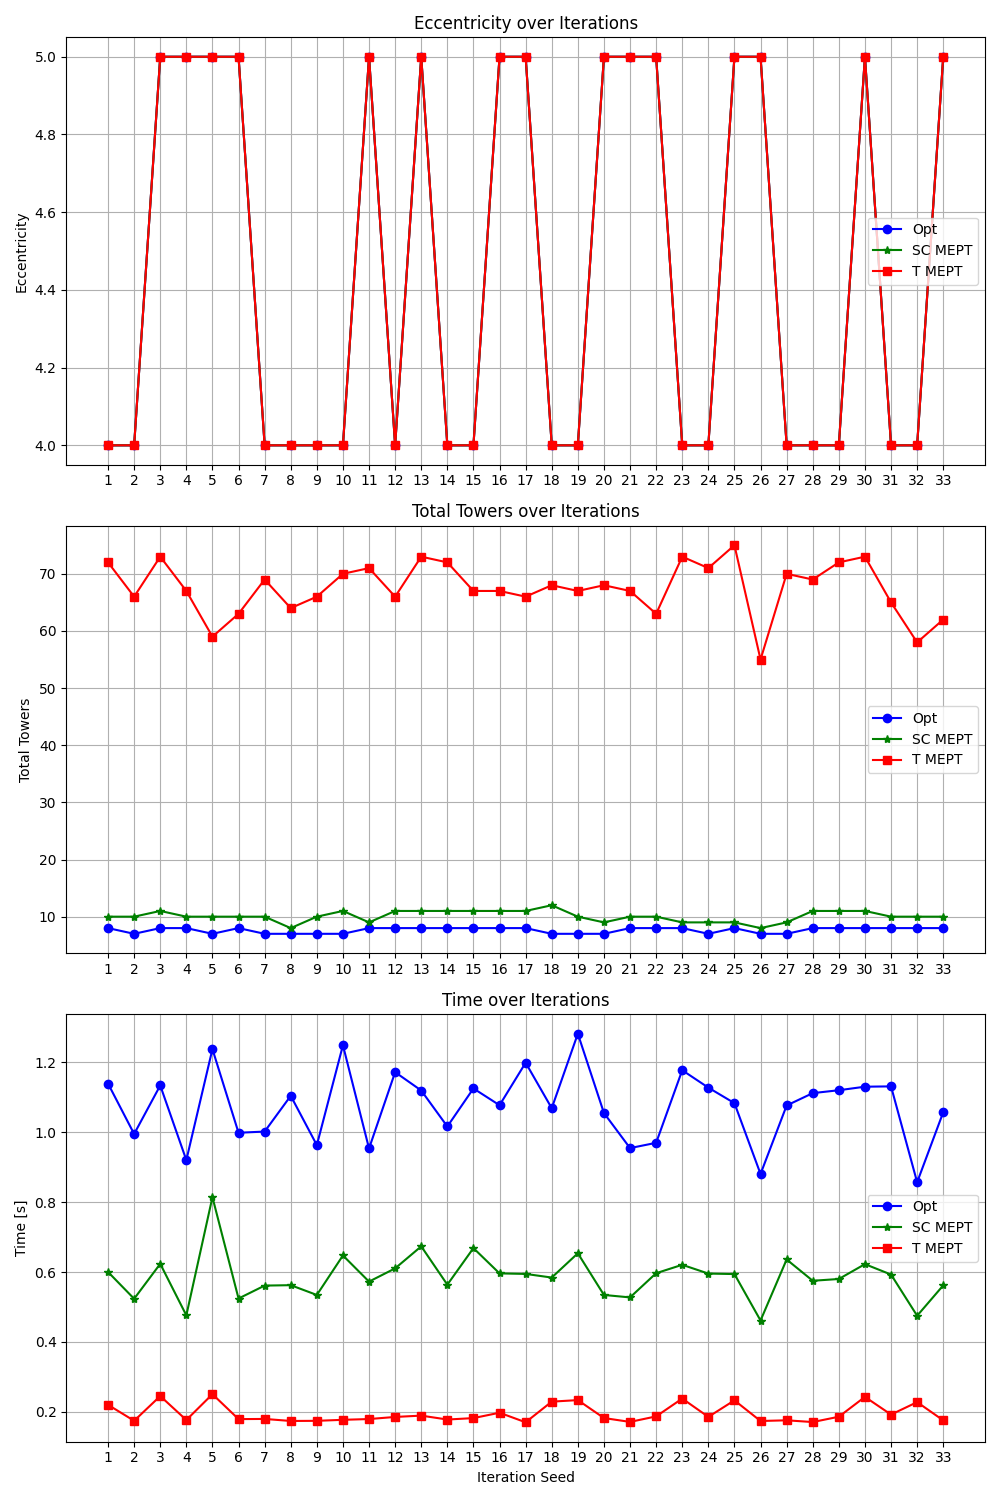 Eccentricity over Iterations
5.0
4.8
4.6
4.4
4.2
4.0
Eccentricity
Opt
SC MEPT
T MEPT
1 2 3 4 5 6 7 8 9 10 11 12 13 14 15 16 17 18 19 20 21 22 23 24 25 26 27 28 29 30 31 32 33
Total Towers over Iterations
70
60
50
40
30
20
10
Total Towers
Opt
SC MEPT
T MEPT
1 2 3 4 5 6 7 8 9 10 11 12 13 14 15 16 17 18 19 20 21 22 23 24 25 26 27 28 29 30 31 32 33
Time over Iterations
1.2
1.0
0.8
0.6
0.4
0.2
Time [s]
Opt
SC MEPT
T MEPT
1 2 3 4 5 6 7 8 9 10 11 12 13 14 15 16 17 18 19 20 21 22 23 24 25 26 27 28 29 30 31 32 33
Iteration Seed